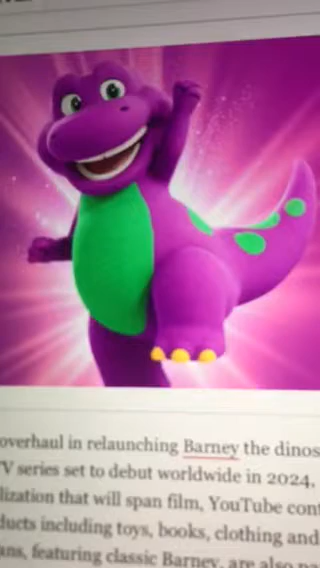 overhaul in relaunching Barney the dinos
TV series set to debut worldwide in 2024,
lization that will span film, YouTube cont
ducts including toys, books, clothing and
ans, featuring classic Barney, are also